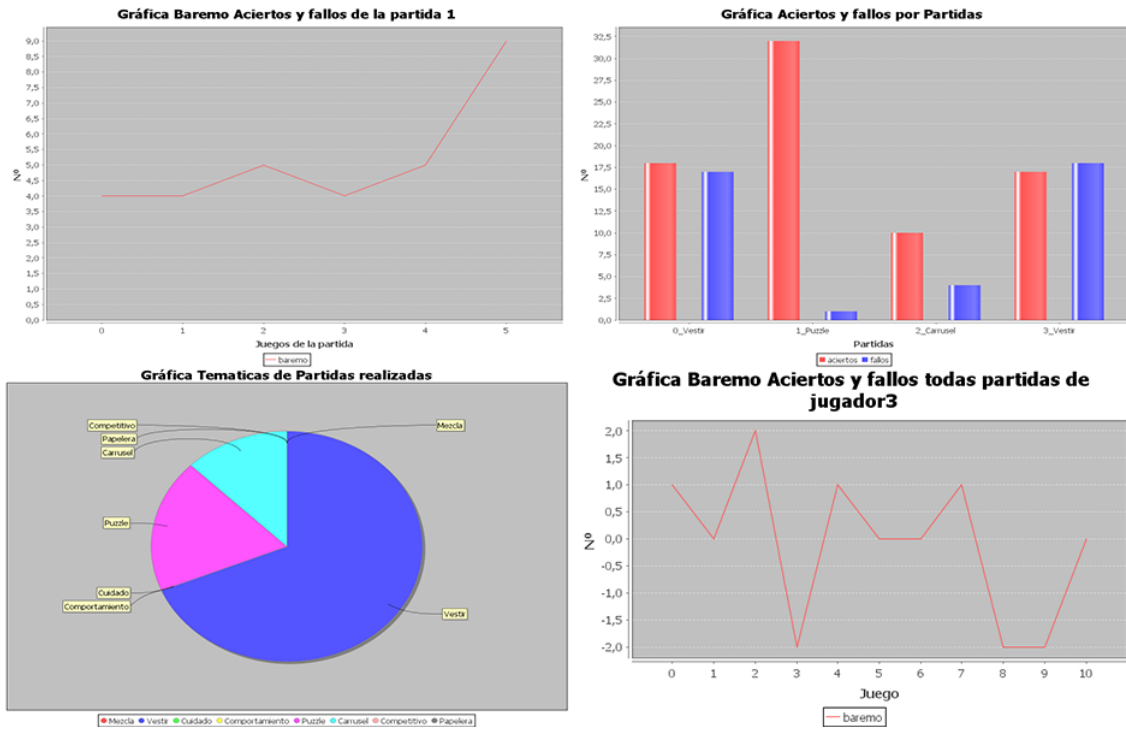 Gráfica Baremo Aciertos y fallos de la partida 1
9,0
8,5
8,0
7,5
7,0
6,5
6,0
5,5
5,0
4,5
4,0
3,5
3,0
2,5
2,0
1,5
1,0
0,5
0,0
Nº
0 1 2 3 4 5
Juegos de la partida
baremo
Gráfica Aciertos y fallos por Partidas
32,5
30,0
27,5
25,0
22,5
20,0
17,5
15,0
12,5
10,0
7,5
5,0
2,5
0,0
Nº
0_Vestir 1_Puzzle 2_Carrusel 3_Vestir
Partidas
aciertos fallos
Gráfica Tematicas de Partidas realizadas
Competitivo
Mezcla
Papelera
Carrusel
Puzzle
Cuidado
Comportamiento
Vestir
Mezcla Vestir Cuidado Comportamiento Puzzle Carrusel Competitivo Papelera
Gráfica Baremo Aciertos y fallos todas partidas de
jugador3
2,0
1,5
1,0
0,5
0,0
-0,5
-1,0
-1,5
-2,0
Nº
0 1 2 3 4 5 6 7 8 9 10
Juego
baremo